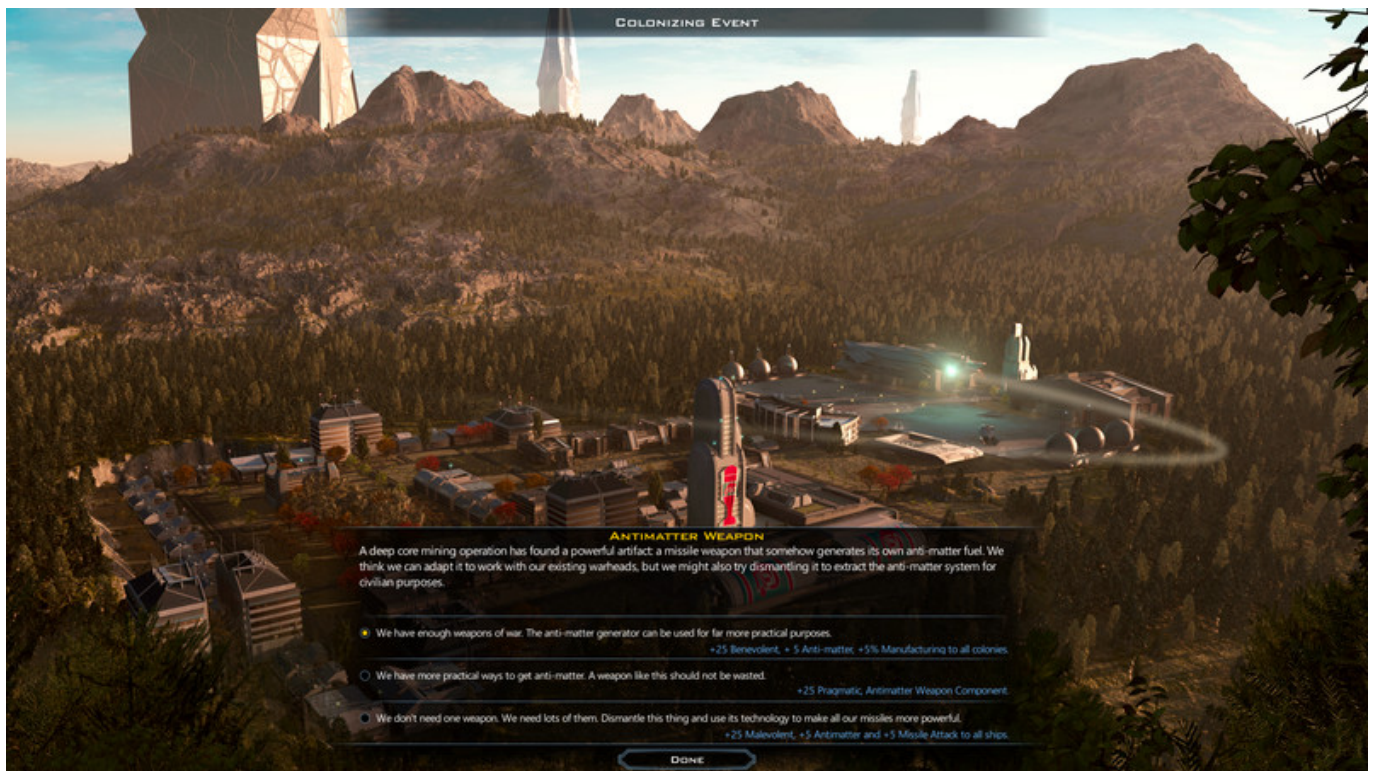 COLONIZING EVENT
ANTIMATTER WEAPON
A deep core mining operation has found a powerful artifact: a missile weapon that somehow generates its own anti-matter fuel. We
think we can adapt it to work with our existing warheads, but we might also try dismantling it to extract the anti-matter system for
civilian purposes.
We have enough weapons of war. The anti-matter generator can be used for far more practical purposes.
+25 Benevolent, + 5 Anti-matter, +5% Manufacturing to all colonies.
We have more practical ways to get anti-matter. A weapon like this should not be wasted.
+25 Pragmatic, Antimatter Weapon Component.
We don't need one weapon. We need lots of them. Dismantle this thing and use its technology to make all our missiles more powerful.
+25 Malevolent, +5 Antimatter and +5 Missile Attack to all ships.
DONE